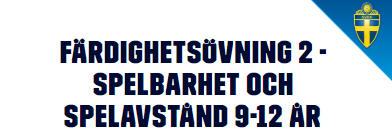 FÄRDIGHETSÖVNING 2 -
SPELBARHET OCH
SPELAVSTÅND 9-12 ÅR